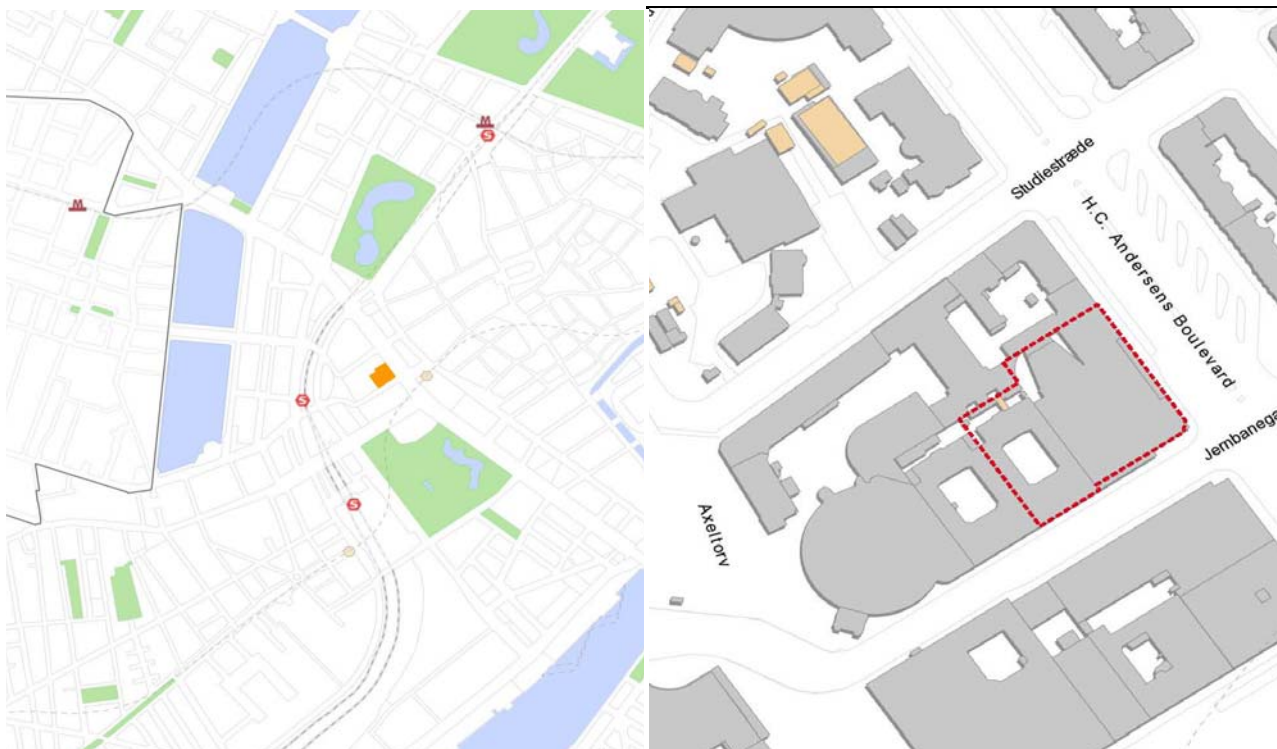 M
S
M
S
S
Studiestræde
H.C. Andersens Boulevard
Jernbanega
Axeltorv